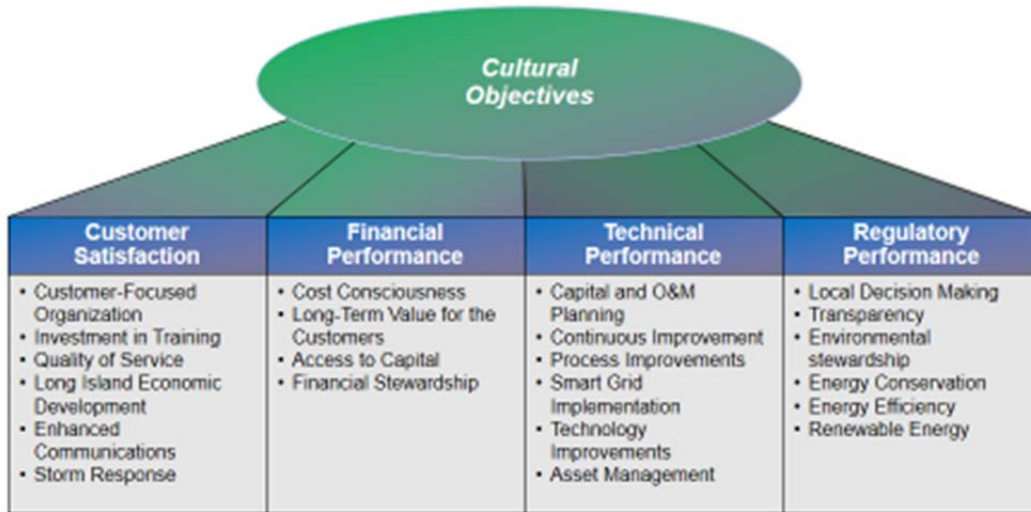 Cultural
Objectives
Customer
Satisfaction
• Customer-Focused
Organization
• Investment in Training
• Quality of Service
• Long Island Economic
Development
• Enhanced
Communications
• Storm Response
Financial
Performance
• Cost Consciousness
• Long-Term Value for the
Customers
• Access to Capital
• Financial Stewardship
Technical
Performance
• Capital and O&M
Planning
• Continuous Improvement
• Process Improvements
• Smart Grid
Implementation
• Technology
Improvements
• Asset Management
Regulatory
Performance
• Local Decision Making
• Transparency
• Environmental
stewardship
• Energy Conservation
• Energy Efficiency
• Renewable Energy